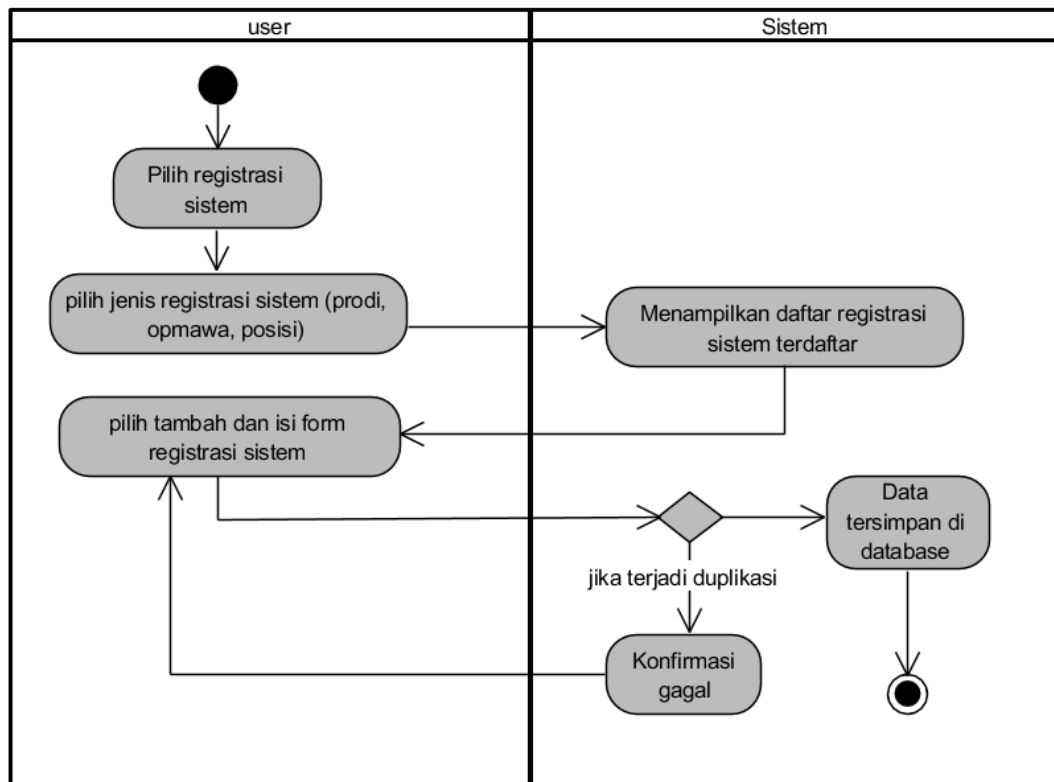 user
Sistem
Pilih registrasi
sistem
pilih jenis registrasi sistem (prodi,
opmawa, posisi)
Menampilkan daftar registrasi
sistem terdaftar
pilih tambah dan isi form
registrasi sistem
Data
tersimpan di
database
jika terjadi duplikasi
Konfirmasi
gagal